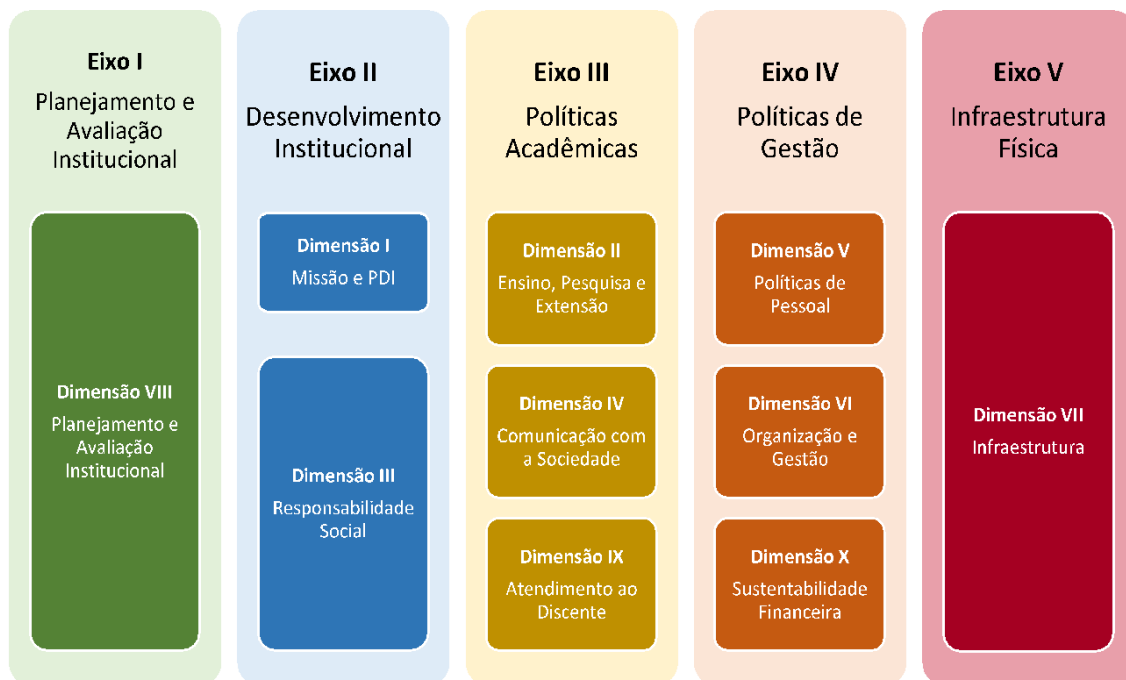 Eixo I
Planejamento e
Avaliação
Institucional
Dimensão VIII
Planejamento e
Avaliação
Institucional
Eixo II
Desenvolvimento
Institucional
Dimensão I
Missão e PDI
Dimensão III
Responsabilidade
Social
Eixo III
Políticas
Acadêmicas
Dimensão II
Ensino, Pesquisa e
Extensão
Dimensão IV
Comunicação com
a Sociedade
Dimensão IX
Atendimento ao
Discente
Eixo IV
Políticas de
Gestão
Dimensão V
Políticas de
Pessoal
Dimensão VI
Organização e
Gestão
Dimensão X
Sustentabilidade
Financeira
Eixo V
Infraestrutura
Física
Dimensão VII
Infraestrutura